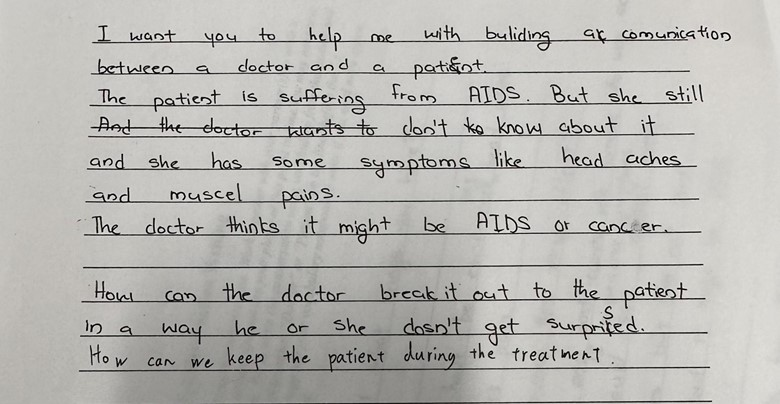 I want you to help me with buliding a comunication
between a doctor and a patient.
The patient is suffering from AIDS. But she still
And the doctor wants to don't to know about it
and she has some symptoms like head aches
and muscel pains.
The doctor thinks it might be AIDS or cancer.
How can the doctor break it out to the patient
in a way he or she dosn't get surprised.
How can we keep the patient during the treatment.